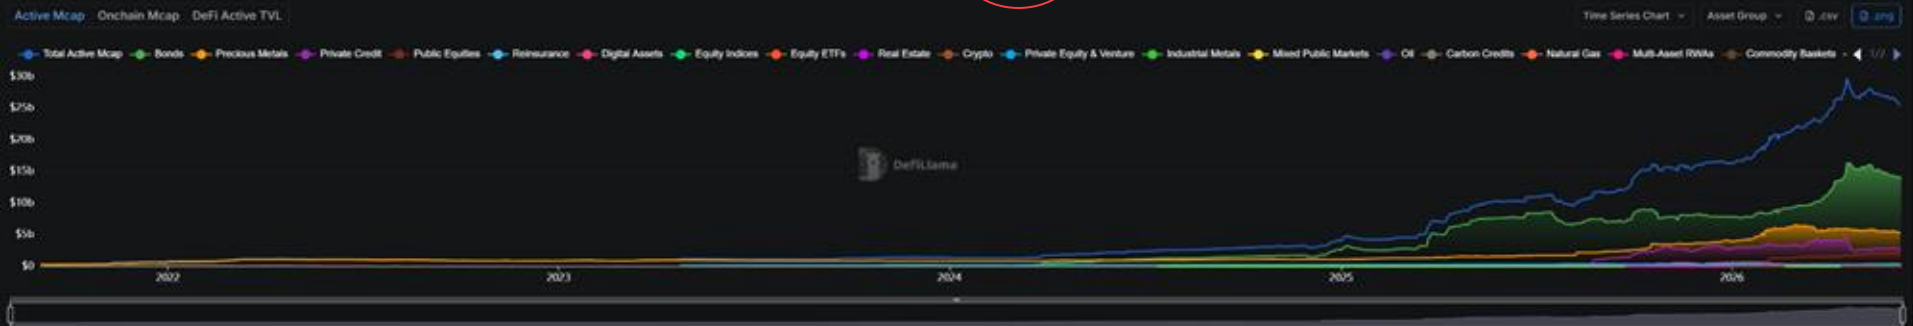 Active Mcap Onchain Mcap DeFi Active TVL Time Series Chart Asset Group .csv .png
Total Active Mcap Bonds Precious Metals Private Credit Public Equities Reinsurance Digital Assets Equity Indices Equity ETFs Real Estate Crypto Private Equity & Venture Industrial Metals Mixed Public Markets Oil Carbon Credits Natural Gas Multi-Asset RWAs Commodity Baskets 1/2
$30b
$25b
$20b
$15b
DefiLlama
$10b
$5b
$0
2022 2023 2024 2025 2026